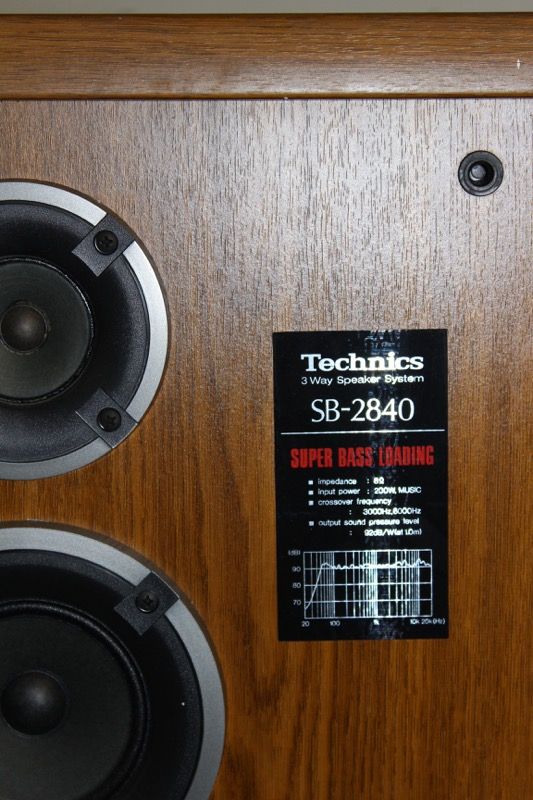 Technics
3 Way Speaker System
SB-2840
SUPER BASS LOADING
■ impedance : 8Ω
■ input power : 200W, MUSIC
■ crossover frequency
: 3000Hz,8000Hz
■ output sound pressure level
: 92dB/W(at 1.0m)
(dB)
90
80
70
20 100 1k 10k 25k(Hz)